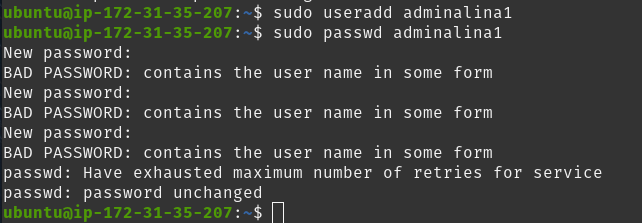 ubuntu@ip-172-31-35-207:~$ sudo useradd adminalina1
ubuntu@ip-172-31-35-207:~$ sudo passwd adminalina1
New password:
BAD PASSWORD: contains the user name in some form
New password:
BAD PASSWORD: contains the user name in some form
New password:
BAD PASSWORD: contains the user name in some form
passwd: Have exhausted maximum number of retries for service
passwd: password unchanged
ubuntu@ip-172-31-35-207:~$